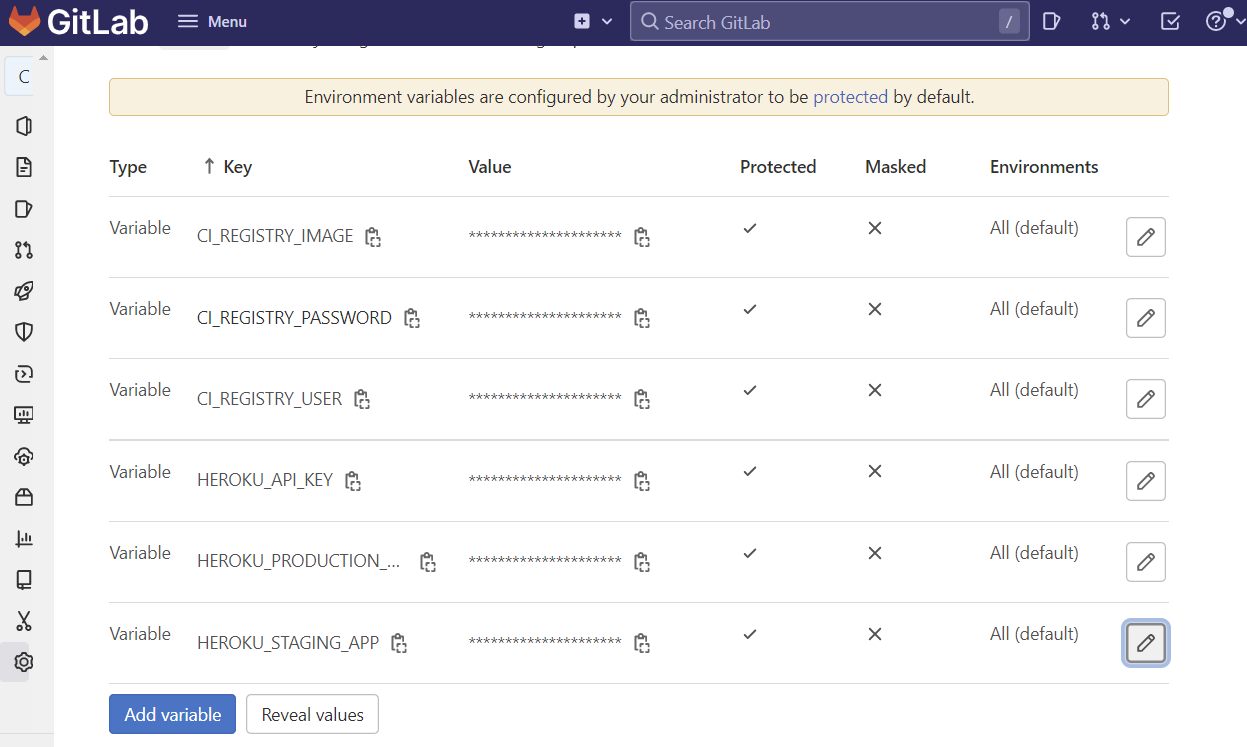 GitLab
Menu
Search GitLab
/
C
Environment variables are configured by your administrator to be protected by default.
Type ↑ Key Value Protected Masked Environments
Variable CI_REGISTRY_IMAGE ********************* ✓ ✕ All (default)
Variable CI_REGISTRY_PASSWORD ********************* ✓ ✕ All (default)
Variable CI_REGISTRY_USER ********************* ✓ ✕ All (default)
Variable HEROKU_API_KEY ********************* ✓ ✕ All (default)
Variable HEROKU_PRODUCTION_... ********************* ✓ ✕ All (default)
Variable HEROKU_STAGING_APP ********************* ✓ ✕ All (default)
Add variable Reveal values